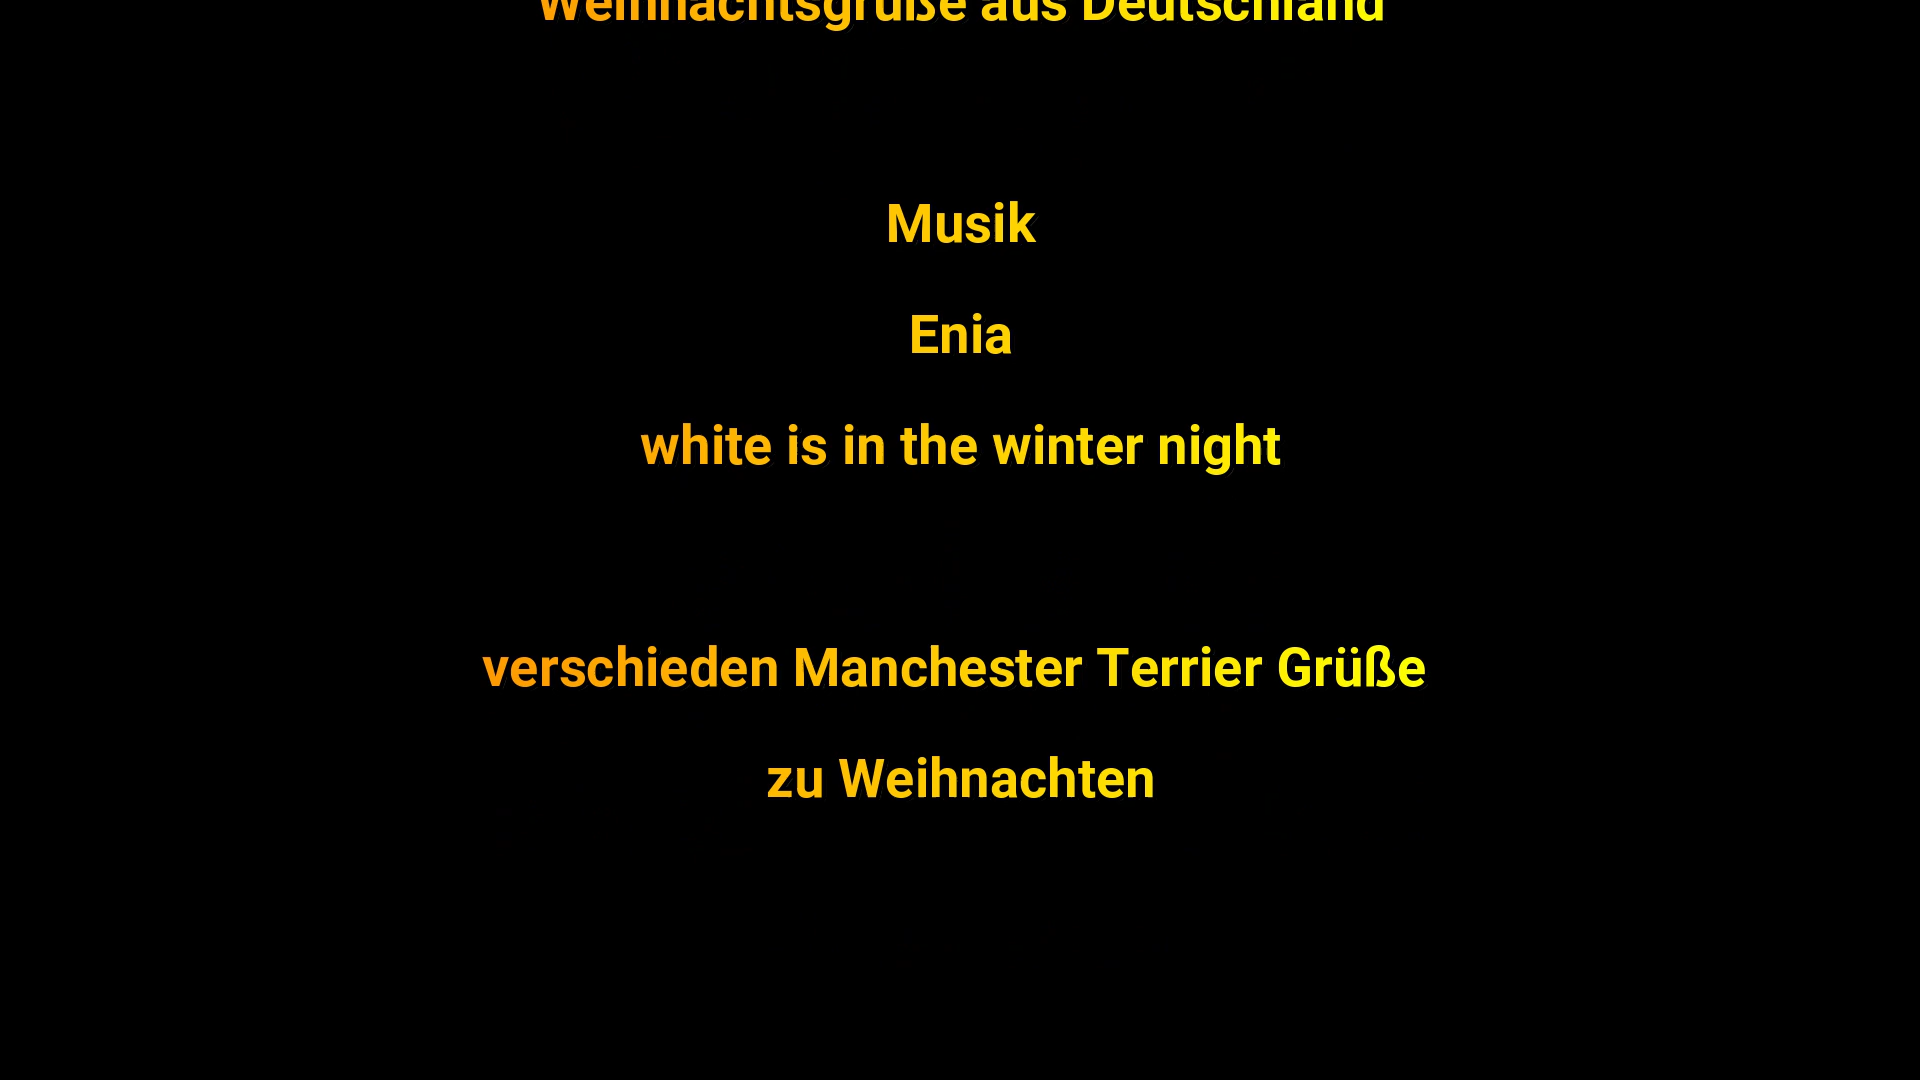 Weihnachtsgrüße aus Deutschland
Musik
Enia
white is in the winter night
verschieden Manchester Terrier Grüße
zu Weihnachten